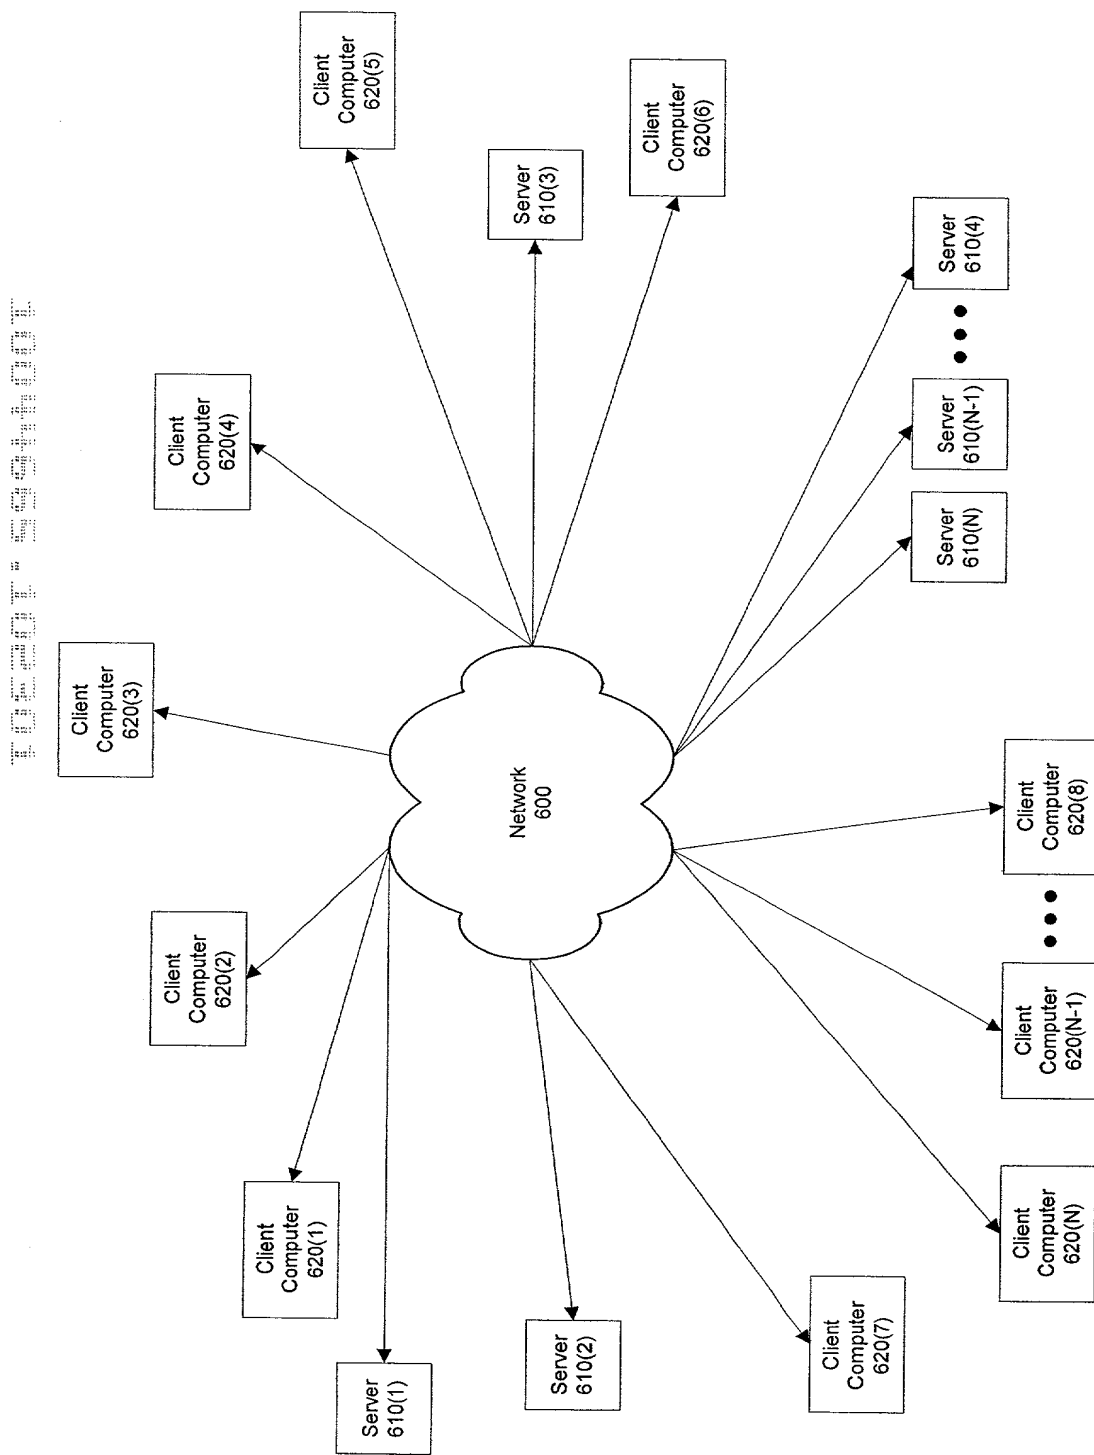 Client
Computer
620(3)
Client
Computer
620(2)
Client
Computer
620(4)
Client
Computer
620(1)
Client
Computer
620(5)
Server
610(1)
Server
610(2)
Network
600
Server
610(3)
Client
Computer
620(6)
Client
Computer
620(7)
Server
610(N)
Server
610(N-1)
Server
610(4)
Client
Computer
620(N)
Client
Computer
620(N-1)
Client
Computer
620(8)